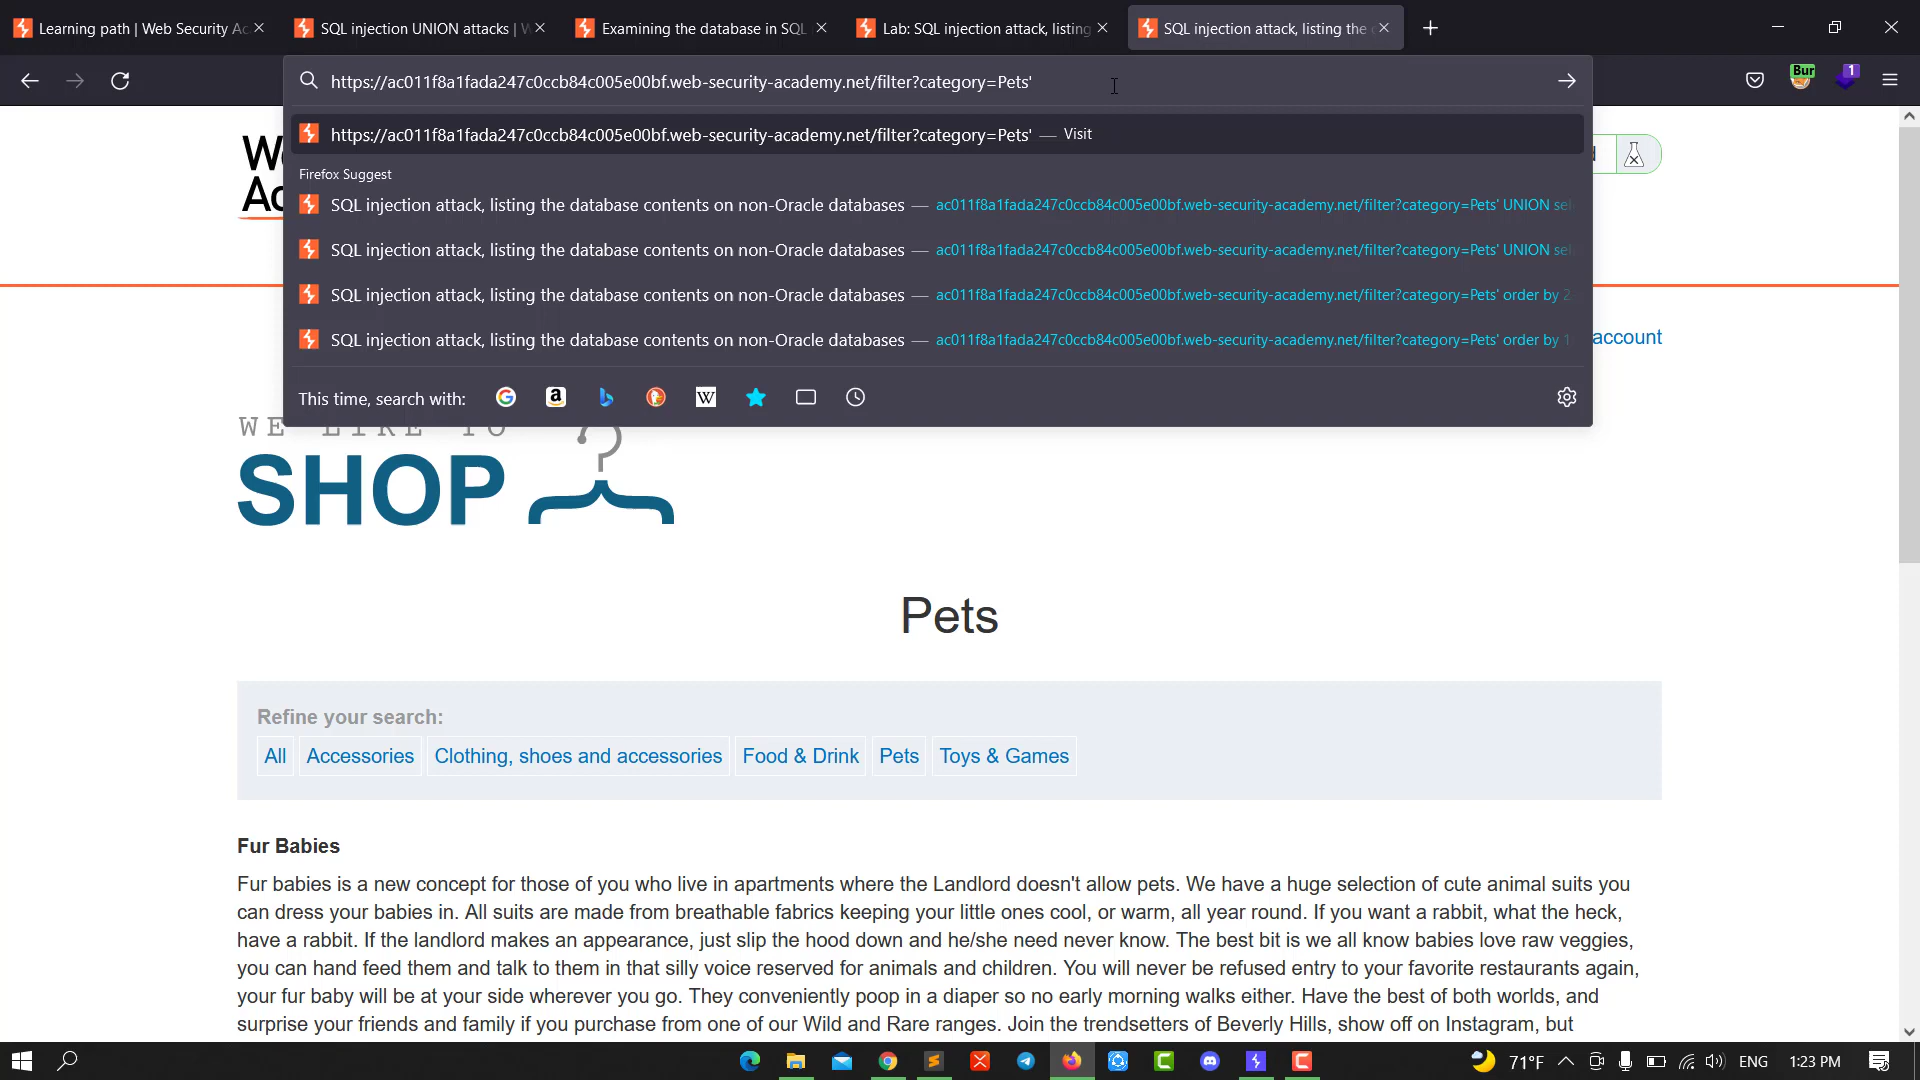 Learning path | Web Security Ac
SQL injection UNION attacks | W
Examining the database in SQL
Lab: SQL injection attack, listing
SQL injection attack, listing the
https://ac011f8a1fada247c0ccb84c005e00bf.web-security-academy.net/filter?category=Pets'
Bur
1
https://ac011f8a1fada247c0ccb84c005e00bf.web-security-academy.net/filter?category=Pets' — Visit
Firefox Suggest
SQL injection attack, listing the database contents on non-Oracle databases — ac011f8a1fada247c0ccb84c005e00bf.web-security-academy.net/filter?category=Pets' UNION sel
SQL injection attack, listing the database contents on non-Oracle databases — ac011f8a1fada247c0ccb84c005e00bf.web-security-academy.net/filter?category=Pets' UNION sel
SQL injection attack, listing the database contents on non-Oracle databases — ac011f8a1fada247c0ccb84c005e00bf.web-security-academy.net/filter?category=Pets' order by 2
SQL injection attack, listing the database contents on non-Oracle databases — ac011f8a1fada247c0ccb84c005e00bf.web-security-academy.net/filter?category=Pets' order by 1
This time, search with:
account
WE LIKE TO
SHOP
Pets
Refine your search:
All
Accessories
Clothing, shoes and accessories
Food & Drink
Pets
Toys & Games
Fur Babies
Fur babies is a new concept for those of you who live in apartments where the Landlord doesn't allow pets. We have a huge selection of cute animal suits you
can dress your babies in. All suits are made from breathable fabrics keeping your little ones cool, or warm, all year round. If you want a rabbit, what the heck,
have a rabbit. If the landlord makes an appearance, just slip the hood down and he/she need never know. The best bit is we all know babies love raw veggies,
you can hand feed them and talk to them in that silly voice reserved for animals and children. You will never be refused entry to your favorite restaurants again,
your fur baby will be at your side wherever you go. They conveniently poop in a diaper so no early morning walks either. Have the best of both worlds, and
surprise your friends and family if you purchase from one of our Wild and Rare ranges. Join the trendsetters of Beverly Hills, show off on Instagram, but
71°F
ENG
1:23 PM